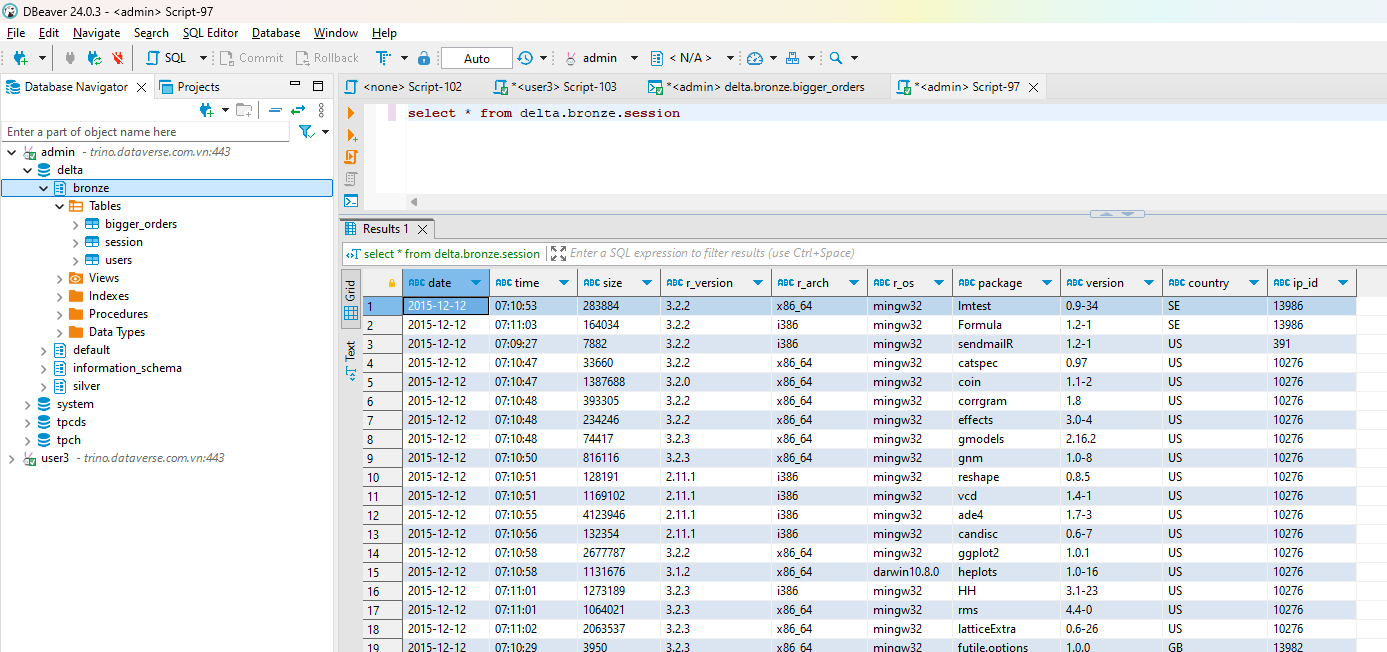 DBeaver 24.0.3 - <admin> Script-97
File Edit Navigate Search SQL Editor Database Window Help
SQL Commit Rollback Auto admin < N/A >
Database Navigator Projects
<none> Script-102 *<user3> Script-103 *<admin> delta.bronze.bigger_orders *<admin> Script-97
Enter a part of object name here
admin - trino.dataverse.com.vn:443
delta
bronze
Tables
bigger_orders
session
users
Views
Indexes
Procedures
Data Types
default
information_schema
silver
system
tpcds
tpch
user3 - trino.dataverse.com.vn:443
select * from delta.bronze.session
Results 1
select * from delta.bronze.session Enter a SQL expression to filter results (use Ctrl+Space)
Grid
Text
ABC date ABC time ABC size ABC r_version ABC r_arch ABC r_os ABC package ABC version ABC country ABC ip_id
1 2015-12-12 07:10:53 283884 3.2.2 x86_64 mingw32 lmtest 0.9-34 SE 13986
2 2015-12-12 07:11:03 164034 3.2.2 i386 mingw32 Formula 1.2-1 SE 13986
3 2015-12-12 07:09:27 7882 3.2.2 i386 mingw32 sendmailR 1.2-1 US 391
4 2015-12-12 07:10:47 33660 3.2.2 x86_64 mingw32 catspec 0.97 US 10276
5 2015-12-12 07:10:47 1387688 3.2.0 x86_64 mingw32 coin 1.1-2 US 10276
6 2015-12-12 07:10:48 393305 3.2.2 x86_64 mingw32 corrgram 1.8 US 10276
7 2015-12-12 07:10:48 234246 3.2.2 x86_64 mingw32 effects 3.0-4 US 10276
8 2015-12-12 07:10:48 74417 3.2.3 x86_64 mingw32 gmodels 2.16.2 US 10276
9 2015-12-12 07:10:50 816116 3.2.3 x86_64 mingw32 gnm 1.0-8 US 10276
10 2015-12-12 07:10:51 128191 2.11.1 i386 mingw32 reshape 0.8.5 US 10276
11 2015-12-12 07:10:51 1169102 2.11.1 i386 mingw32 vcd 1.4-1 US 10276
12 2015-12-12 07:10:55 4123946 2.11.1 i386 mingw32 ade4 1.7-3 US 10276
13 2015-12-12 07:10:56 132354 2.11.1 i386 mingw32 candisc 0.6-7 US 10276
14 2015-12-12 07:10:58 2677787 3.2.2 x86_64 mingw32 ggplot2 1.0.1 US 10276
15 2015-12-12 07:10:58 1131676 3.1.2 x86_64 darwin10.8.0 heplots 1.0-16 US 10276
16 2015-12-12 07:11:01 1273189 3.2.3 i386 mingw32 HH 3.1-23 US 10276
17 2015-12-12 07:11:01 1064021 3.2.3 x86_64 mingw32 rms 4.4-0 US 10276
18 2015-12-12 07:11:02 2063537 3.2.3 x86_64 mingw32 latticeExtra 0.6-26 US 10276
19 2015-12-12 07:10:29 3950 3.2.3 x86_64 mingw32 futile.options 1.0.0 GB 13982